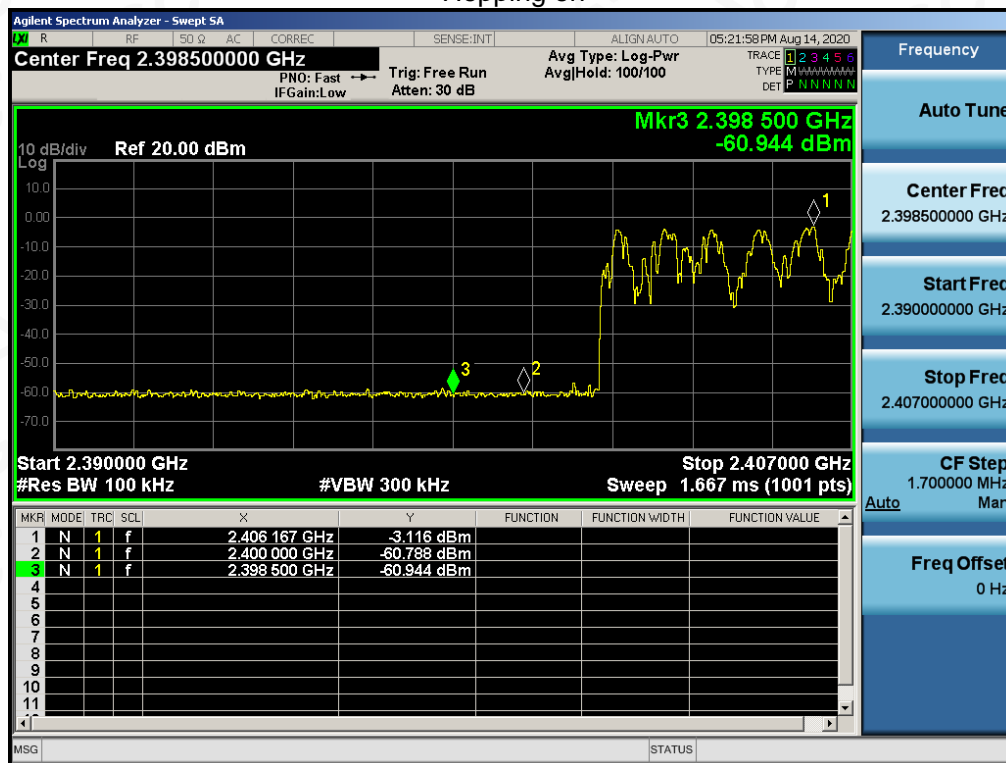 Hopping on
Agilent Spectrum Analyzer - Swept SA
LXI R RF 50 Ω AC CORREC SENSE:INT ALIGN AUTO 05:21:58 PM Aug 14, 2020
Center Freq 2.398500000 GHz
PNO: Fast
IFGain:Low
Trig: Free Run
Atten: 30 dB
Avg Type: Log-Pwr
Avg|Hold: 100/100
TRACE 1 2 3 4 5 6
TYPE M
DET P N N N N N
Mkr3 2.398 500 GHz
-60.944 dBm
10 dB/div Ref 20.00 dBm
Log
10.0
0.00
-10.0
-20.0
-30.0
-40.0
-50.0
-60.0
-70.0
1
3
2
Start 2.390000 GHz Stop 2.407000 GHz
#Res BW 100 kHz #VBW 300 kHz Sweep 1.667 ms (1001 pts)
MKR MODE TRC SCL X Y FUNCTION FUNCTION WIDTH FUNCTION VALUE
1 N 1 f 2.406 167 GHz -3.116 dBm
2 N 1 f 2.400 000 GHz -60.788 dBm
3 N 1 f 2.398 500 GHz -60.944 dBm
4
5
6
7
8
9
10
11
MSG STATUS
Frequency
Auto Tune
Center Freq
2.398500000 GHz
Start Freq
2.390000000 GHz
Stop Freq
2.407000000 GHz
CF Step
1.700000 MHz
Auto Man
Freq Offset
0 Hz